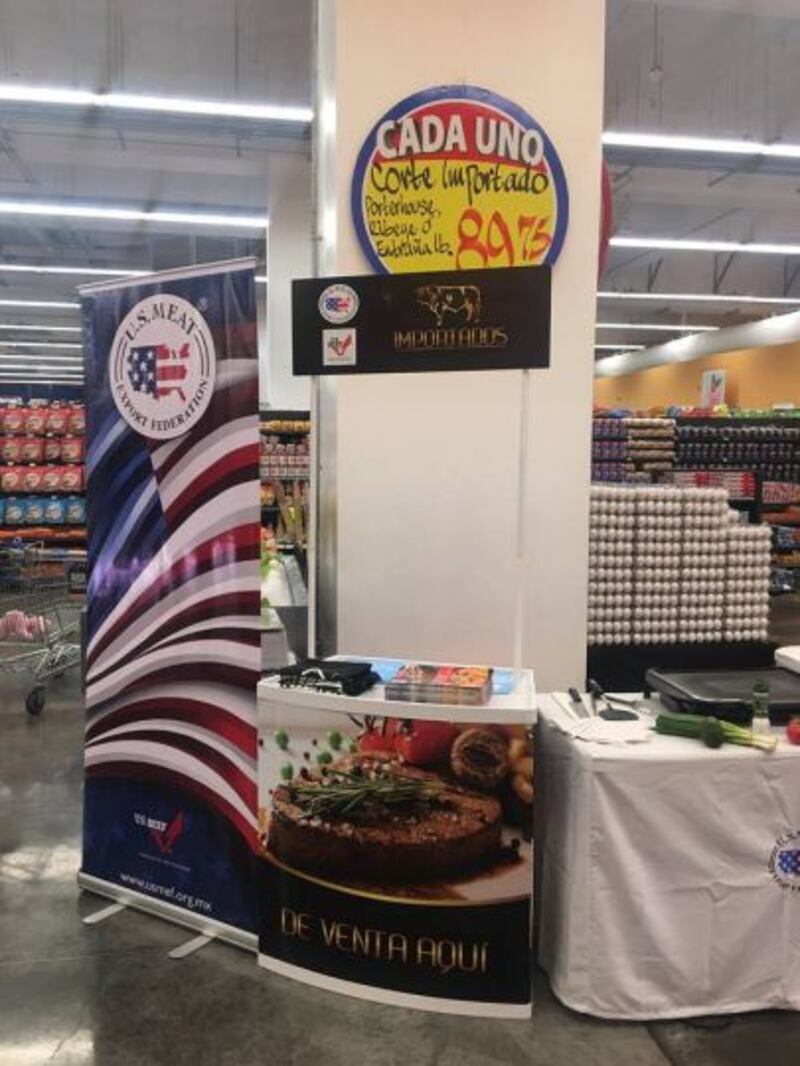 CADA UNO
Corte Importado
Porterhouse,
Ribeye o
Entraña lb.
89.75
IMPORTADOS
U.S. MEAT
EXPORT FEDERATION
U.S. BEEF
www.usmef.org.mx
DE VENTA AQUÍ